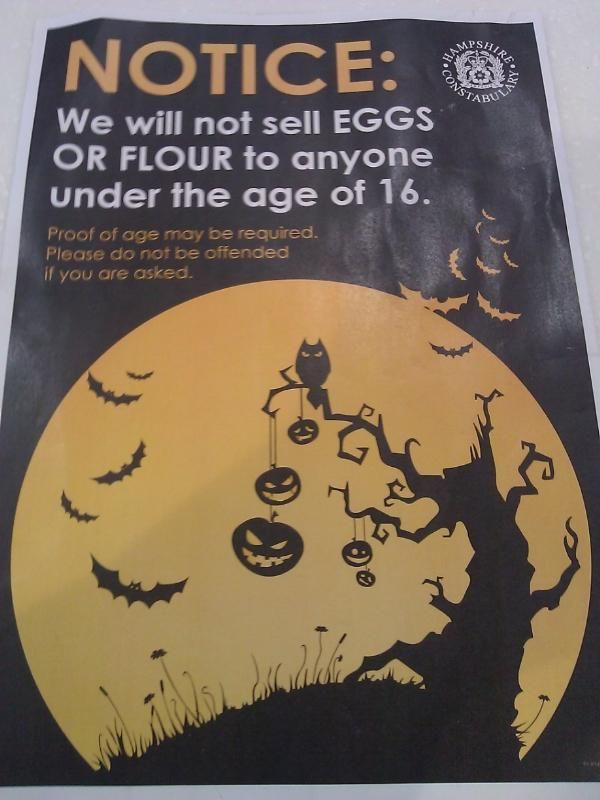 NOTICE:
HAMPSHIRE CONSTABULARY
We will not sell EGGS
OR FLOUR to anyone
under the age of 16.
Proof of age may be required.
Please do not be offended
if you are asked.